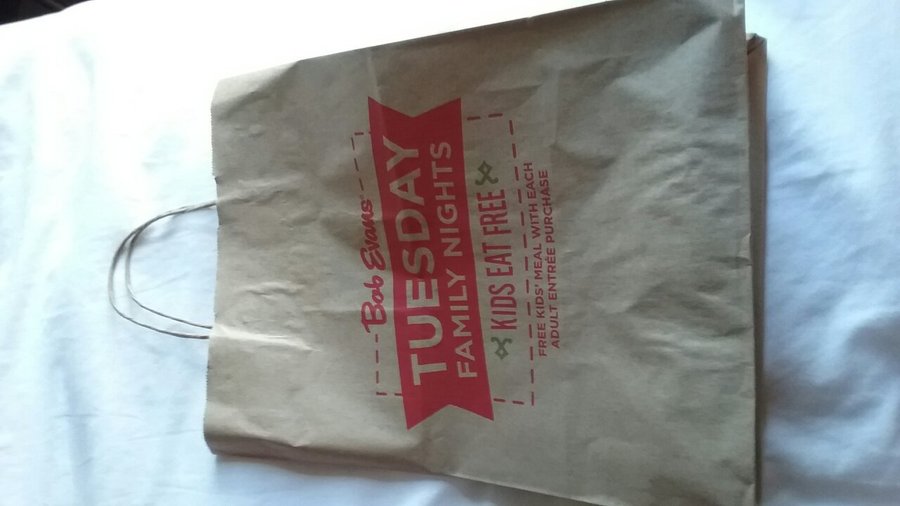 Bob Evans
TUESDAY
FAMILY NIGHTS
KIDS EAT FREE
FREE KIDS' MEAL WITH EACH
ADULT ENTRÉE PURCHASE